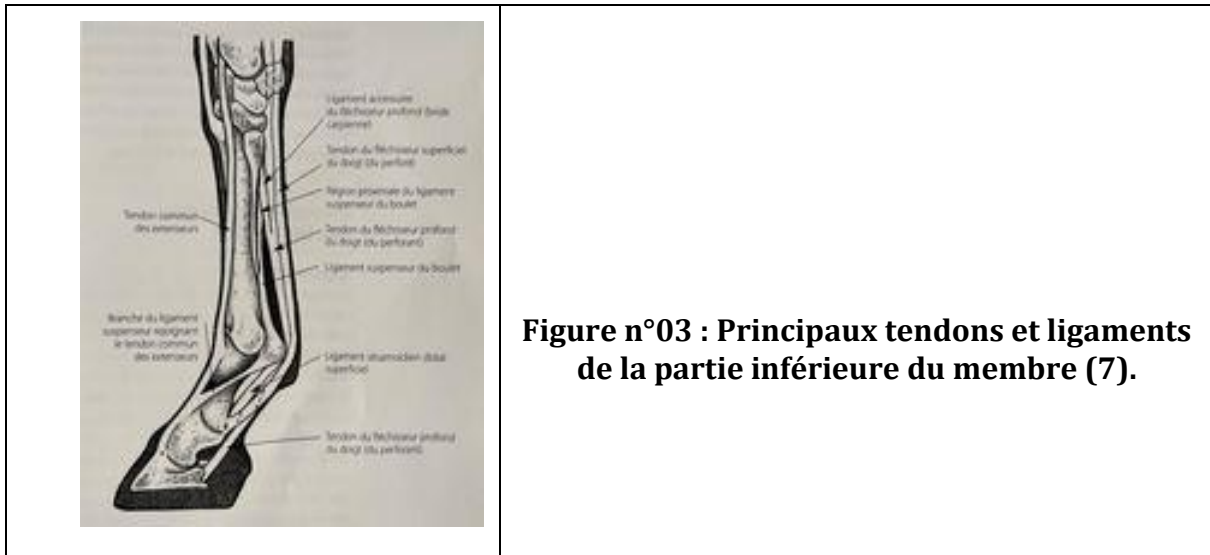 Ligament accessoire
du fléchisseur profond (bride
carpienne)
Tendon du fléchisseur superficiel
du doigt (du perforé)
Région proximale du ligament
suspenseur du boulet
Tendon commun
des extenseurs
Tendon du fléchisseur profond
du doigt (du perforant)
Ligament suspenseur du boulet
Branche du ligament
suspenseur rejoignant
le tendon commun
des extenseurs
Ligament sésamoïdien distal
superficiel
Tendon du fléchisseur profond
du doigt (du perforant)
Figure n°03 : Principaux tendons et ligaments
de la partie inférieure du membre (7).